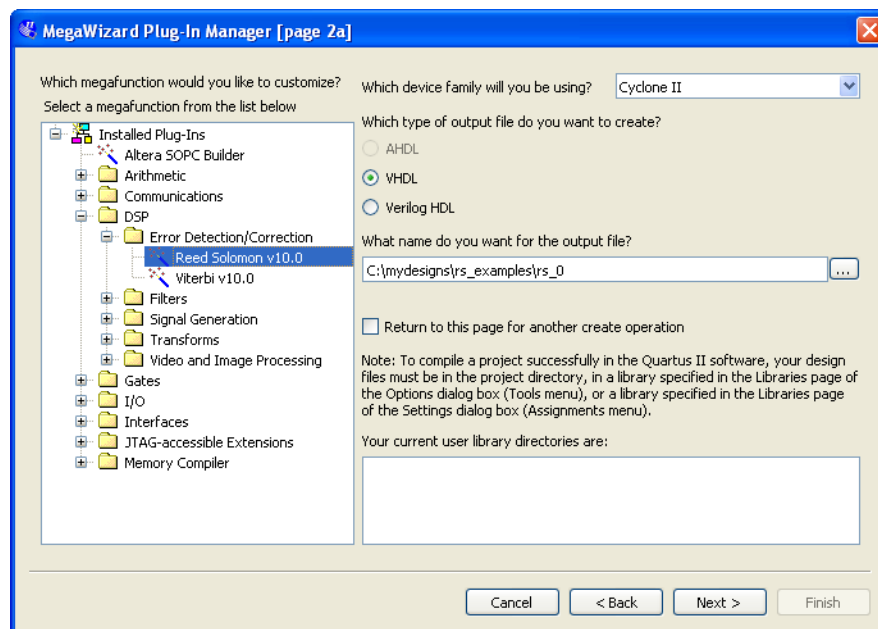 MegaWizard Plug-In Manager [page 2a]
Which megafunction would you like to customize?
Select a megafunction from the list below
Installed Plug-Ins
Altera SOPC Builder
Arithmetic
Communications
DSP
Error Detection/Correction
Reed Solomon v10.0
Viterbi v10.0
Filters
Signal Generation
Transforms
Video and Image Processing
Gates
I/O
Interfaces
JTAG-accessible Extensions
Memory Compiler
Which device family will you be using?
Cyclone II
Which type of output file do you want to create?
AHDL
VHDL
Verilog HDL
What name do you want for the output file?
C:\mydesigns\rs_examples\rs_0
...
Return to this page for another create operation
Note: To compile a project successfully in the Quartus II software, your design
files must be in the project directory, in a library specified in the Libraries page of
the Options dialog box (Tools menu), or a library specified in the Libraries page
of the Settings dialog box (Assignments menu).
Your current user library directories are:
Cancel
< Back
Next >
Finish